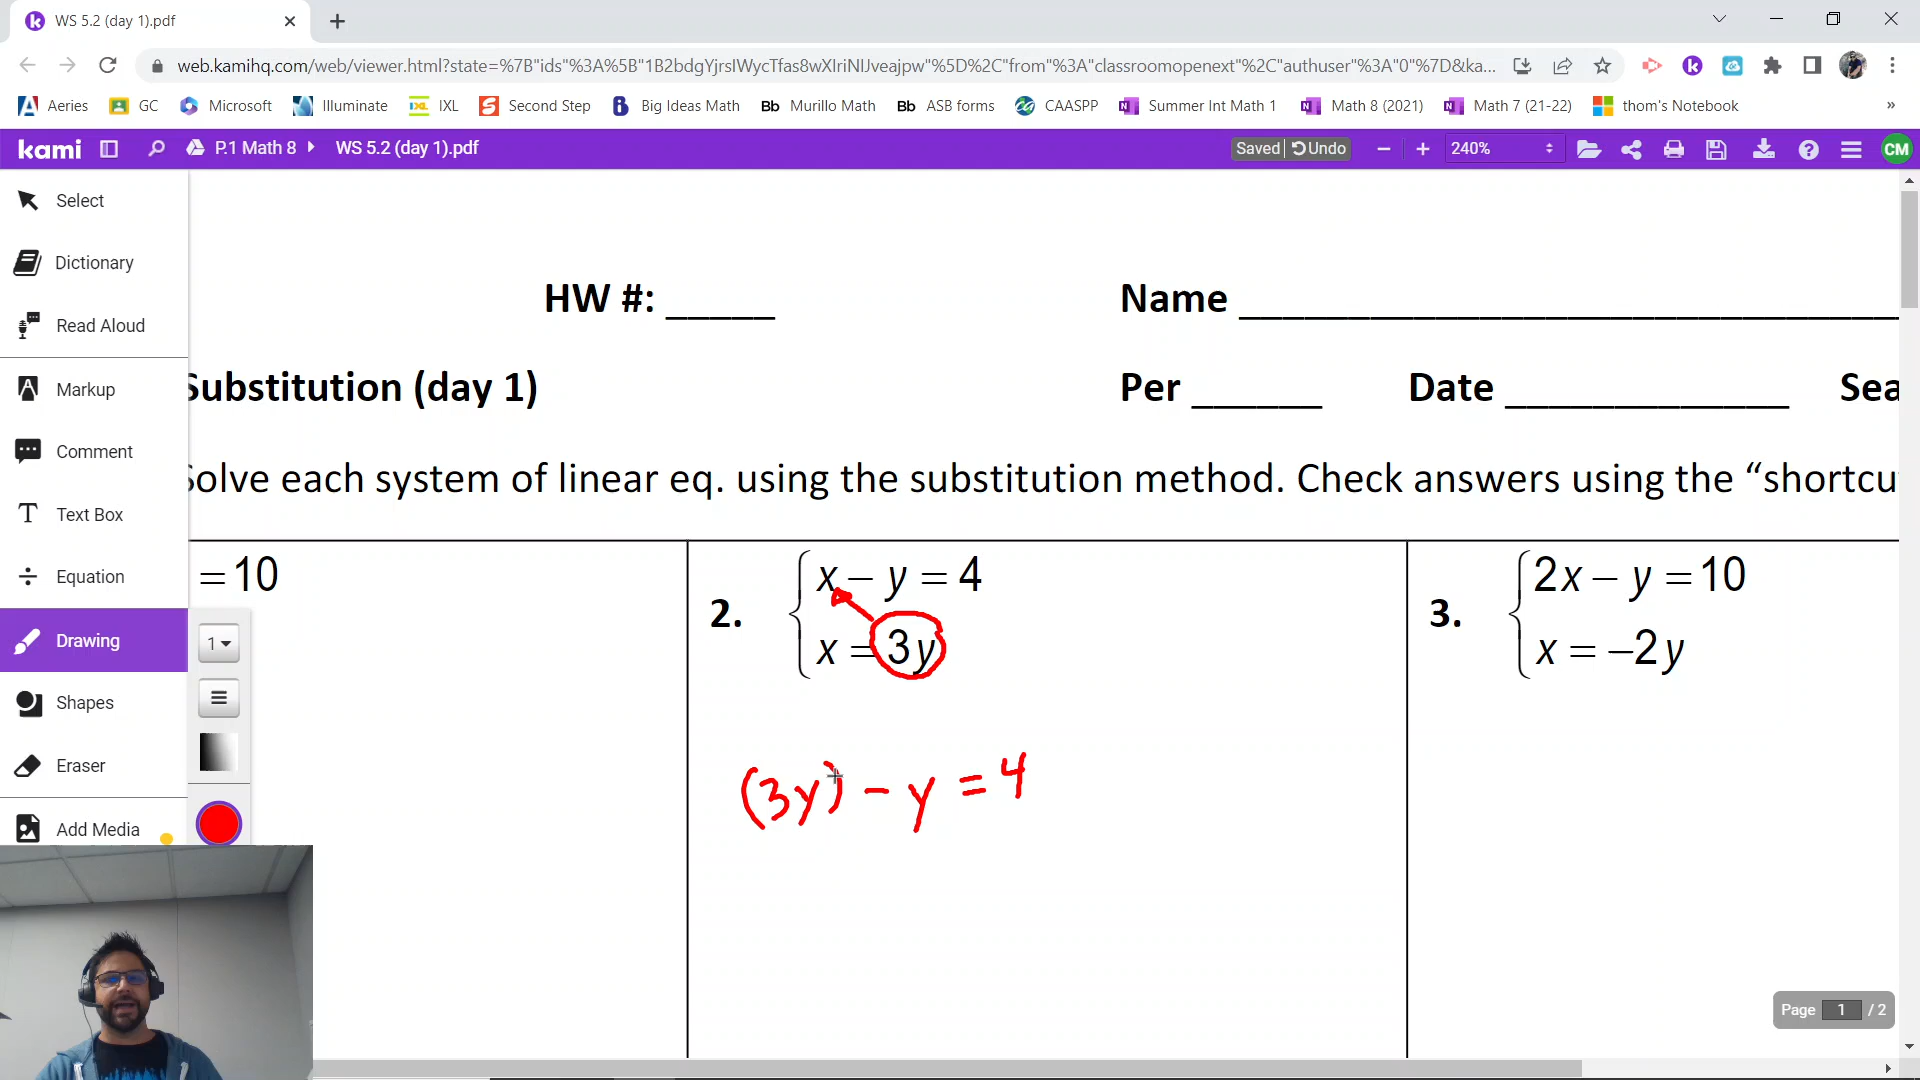 WS 5.2 (day 1).pdf
web.kamihq.com/web/viewer.html?state=%7B"ids"%3A%5B"1B2bdgYjrsIWycTfas8wXIriNIJveajpw"%5D%2C"from"%3A"classroomopenext"%2C"authuser"%3A"0"%7D&ka...
Aeries GC Microsoft Illuminate IXL Second Step Big Ideas Math Bb Murillo Math Bb ASB forms CAASPP Summer Int Math 1 Math 8 (2021) Math 7 (21-22) thom's Notebook »
kami P.1 Math 8 WS 5.2 (day 1).pdf Saved Undo − + 240% CM
Select
Dictionary
Read Aloud
Markup
Comment
Text Box
Equation
Drawing
Shapes
Eraser
Add Media
1
HW #: _____ Name ______________________________
Substitution (day 1) Per ______ Date _____________ Sea
Solve each system of linear eq. using the substitution method. Check answers using the “shortcu
= 10
2. x − y = 4
x = 3y
(3y) − y = 4
3. 2x − y = 10
x = −2y
Page 1 / 2